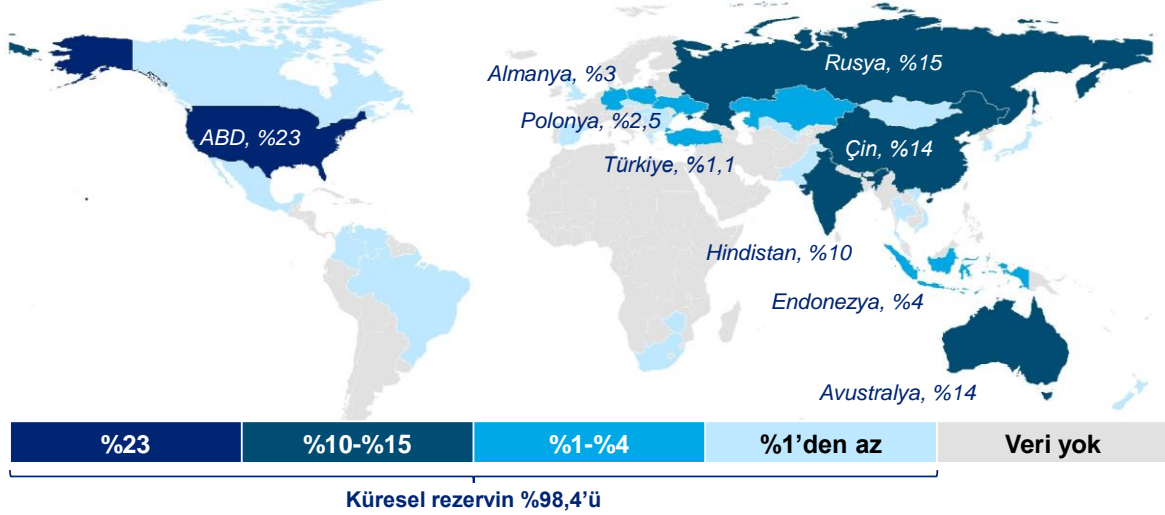 Almanya, %3
Rusya, %15
Polonya, %2,5
ABD, %23
Çin, %14
Türkiye, %1,1
Hindistan, %10
Endonezya, %4
Avustralya, %14
%23
%10-%15
%1-%4
%1’den az
Veri yok
Küresel rezervin %98,4’ü